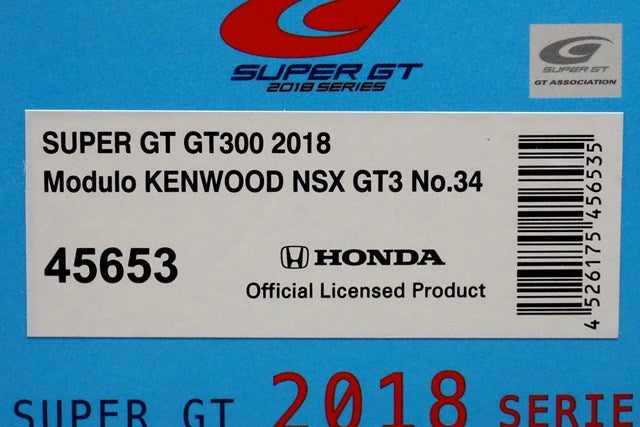 SUPER GT
2018 SERIES
SUPER GT
GT ASSOCIATION
SUPER GT GT300 2018
Modulo KENWOOD NSX GT3 No.34
45653
HONDA
Official Licensed Product
4 526175 456535
SUPER GT 2018 SERIE